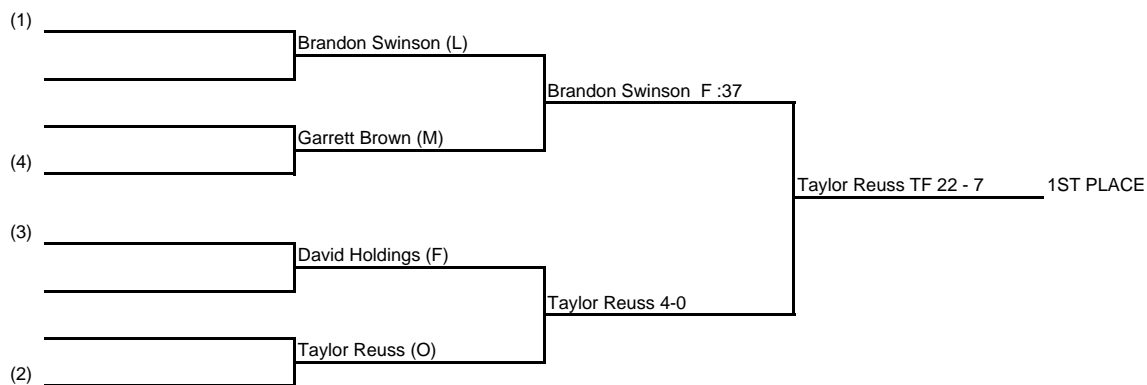 (1)
Brandon Swinson (L)
Brandon Swinson F :37
Garrett Brown (M)
(4)
Taylor Reuss TF 22 - 7 1ST PLACE
(3)
David Holdings (F)
Taylor Reuss 4-0
Taylor Reuss (O)
(2)